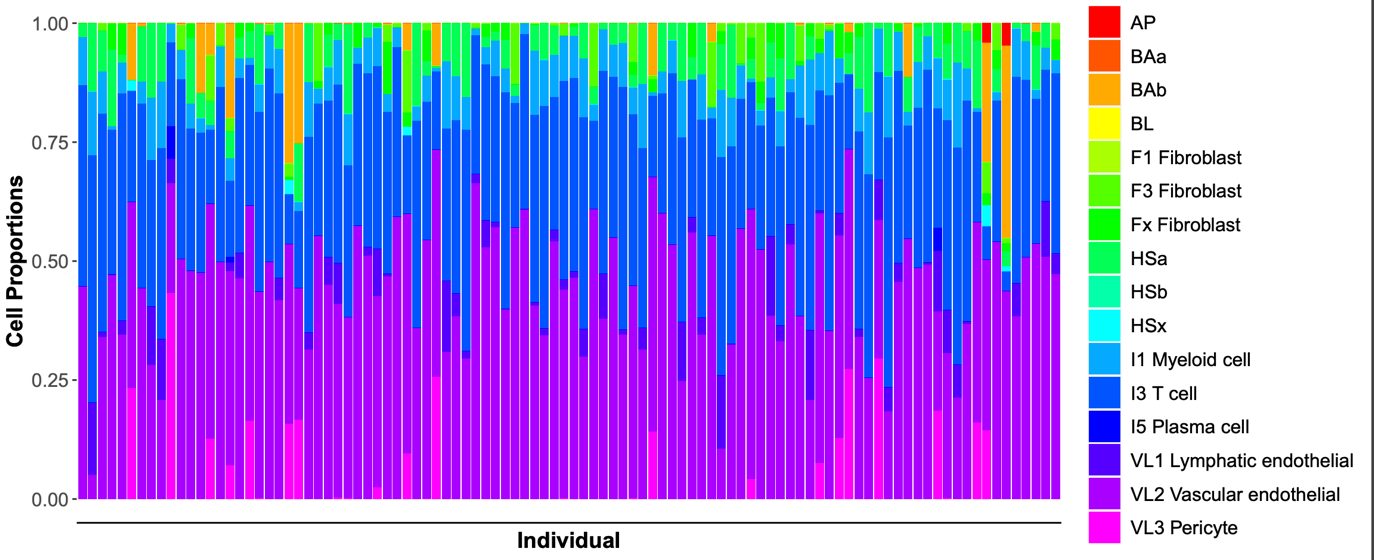 Cell Proportions
1.00
0.75
0.50
0.25
0.00
Individual
AP
BAa
BAb
BL
F1 Fibroblast
F3 Fibroblast
Fx Fibroblast
HSa
HSb
HSx
I1 Myeloid cell
I3 T cell
I5 Plasma cell
VL1 Lymphatic endothelial
VL2 Vascular endothelial
VL3 Pericyte